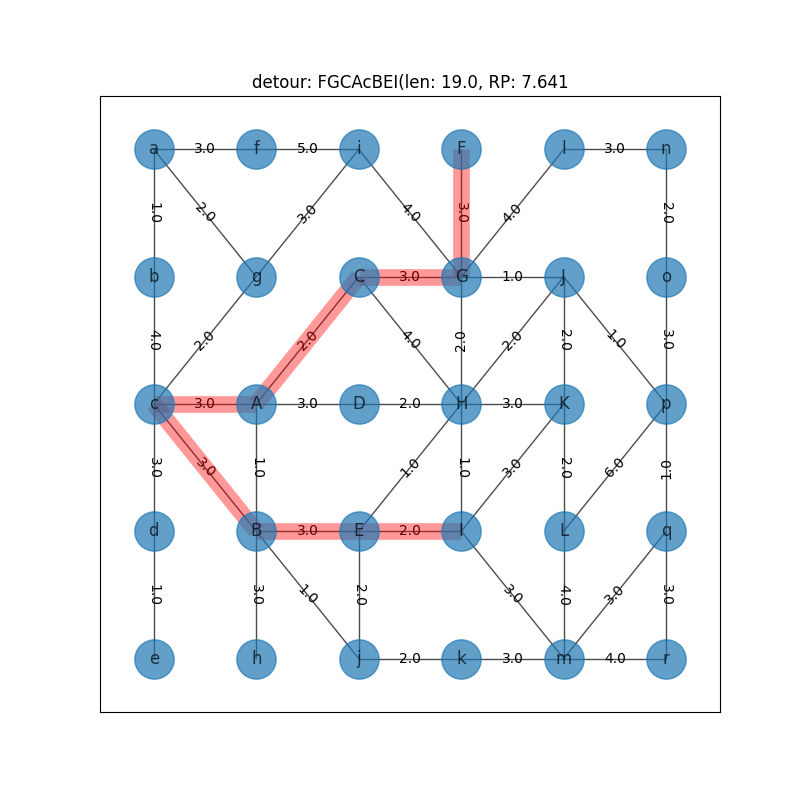 detour: FGCAcBEI(len: 19.0, RP: 7.641
a 3.0 f 5.0 i F l 3.0 n
1.0 2.0 3.0 4.0 3.0 4.0 2.0
b g C 3.0 G 1.0 J o
4.0 2.0 2.0 4.0 2.0 2.0 2.0 1.0 3.0
c 3.0 A 3.0 D 2.0 H 3.0 K p
3.0 3.0 1.0 1.0 1.0 3.0 2.0 6.0 1.0
d B 3.0 E 2.0 I L q
1.0 3.0 1.0 2.0 3.0 4.0 3.0 3.0
e h j 2.0 k 3.0 m 4.0 r